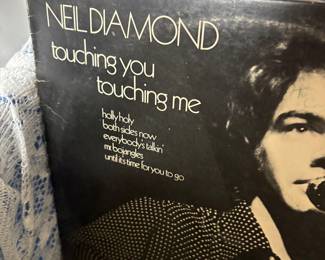 NEIL DIAMOND
touching you
touching me
holly holy
both sides now
everybody's talkin'
mr. bojangles
until it's time for you to go